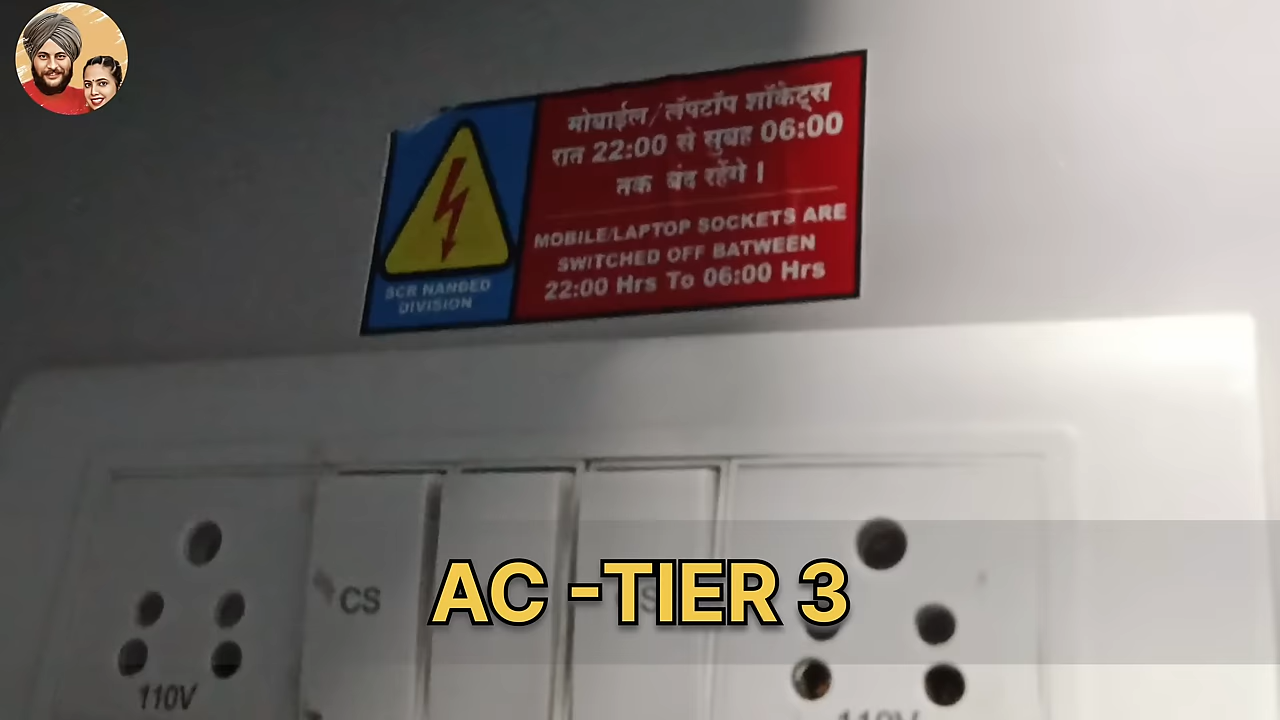 मोबाईल/लॅपटॉप शॉकेट्स
रात 22:00 से सुबह 06:00
तक बंद रहेंगे |
MOBILE/LAPTOP SOCKETS ARE
SWITCHED OFF BATWEEN
22:00 Hrs To 06:00 Hrs
SCR NANDED
DIVISION
CS
AC -TIER 3
110V
110V